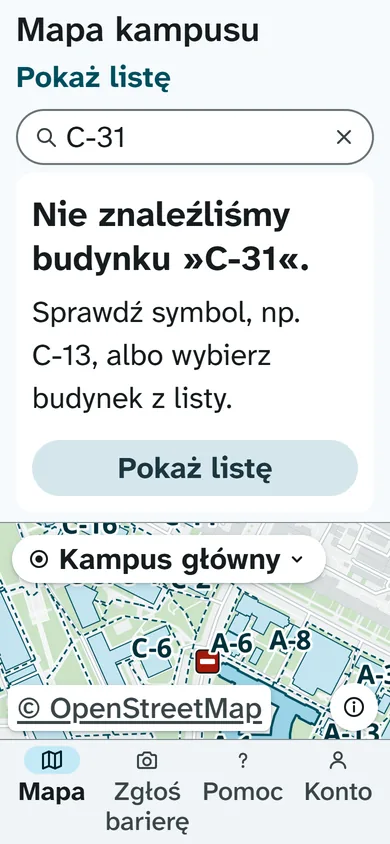 Mapa kampusu
Pokaż listę
C-31
Nie znaleźliśmy
budynku »C-31«.
Sprawdź symbol, np.
C-13, albo wybierz
budynek z listy.
Pokaż listę
C-16
Kampus główny
C-6
A-6
A-8
© OpenStreetMap
A-13
Mapa
Zgłoś
barierę
Pomoc
Konto